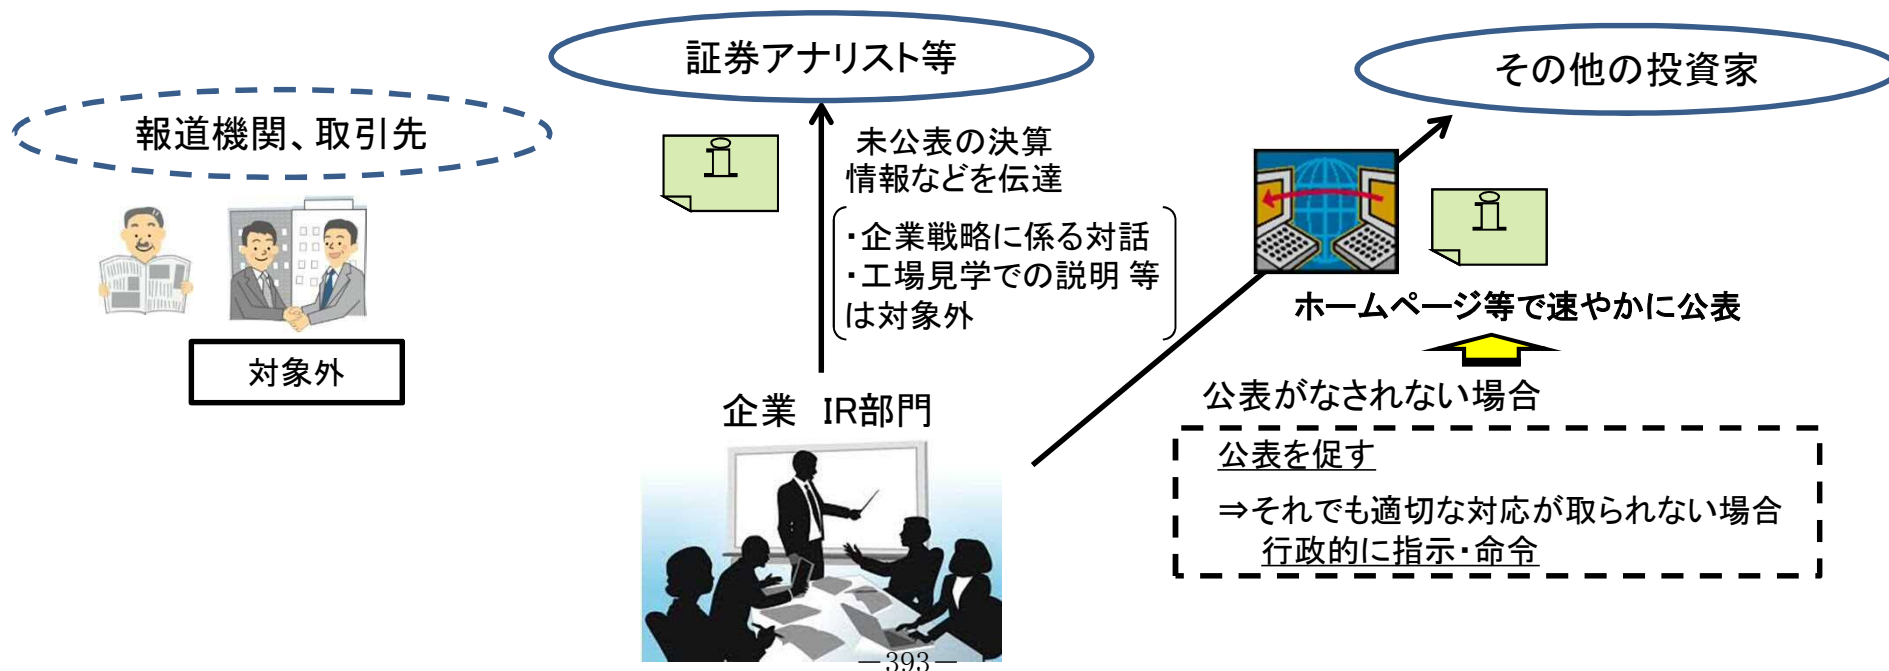 報道機関、取引先
対象外
証券アナリスト等
未公表の決算
情報などを伝達
・企業戦略に係る対話
・工場見学での説明 等
は対象外
企業　IR部門
その他の投資家
ホームページ等で速やかに公表
公表がなされない場合
公表を促す
⇒それでも適切な対応が取られない場合
行政的に指示・命令
－393－